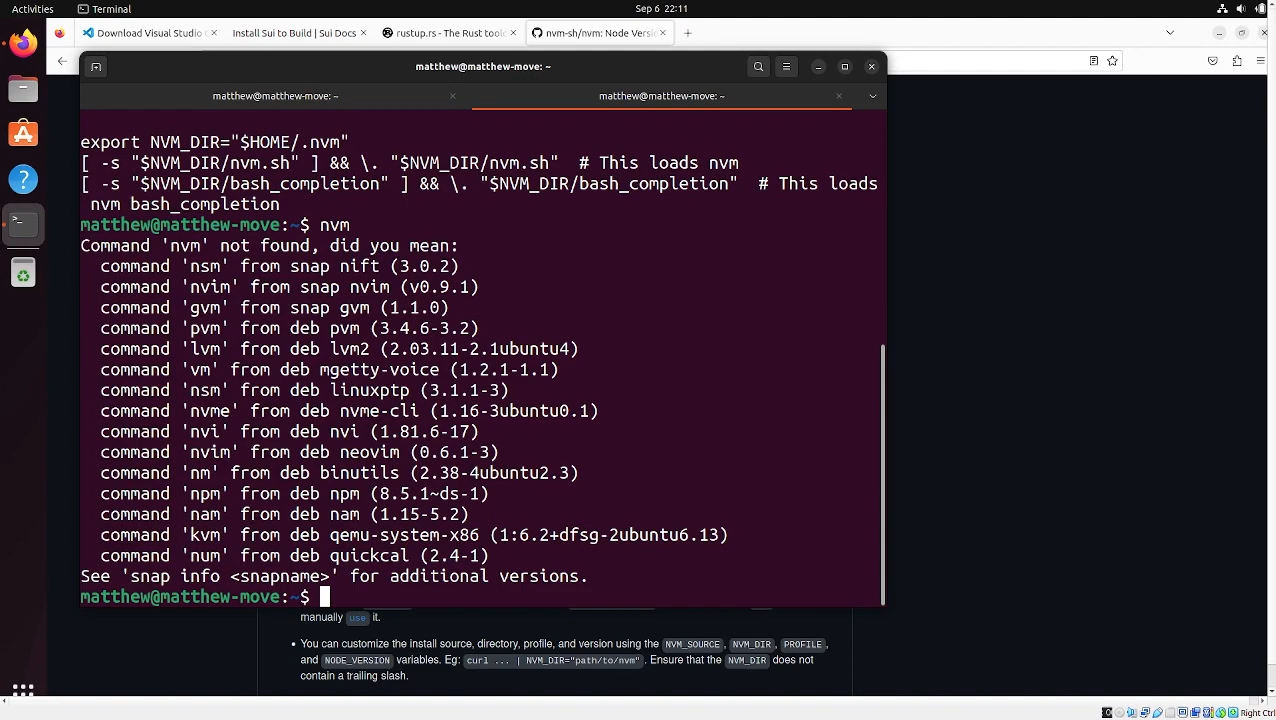 Activities
Terminal
Sep 6 22:11
Download Visual Studio
Install Sui to Build | Sui Docs
rustup.rs - The Rust tool
nvm-sh/nvm: Node Versi
matthew@matthew-move: ~
matthew@matthew-move: ~
matthew@matthew-move: ~
export NVM_DIR="$HOME/.nvm"
[ -s "$NVM_DIR/nvm.sh" ] && \. "$NVM_DIR/nvm.sh"  # This loads nvm
[ -s "$NVM_DIR/bash_completion" ] && \. "$NVM_DIR/bash_completion"  # This loads
nvm bash_completion
matthew@matthew-move:~$ nvm
Command 'nvm' not found, did you mean:
command 'nsm' from snap nift (3.0.2)
command 'nvim' from snap nvim (v0.9.1)
command 'gvm' from snap gvm (1.1.0)
command 'pvm' from deb pvm (3.4.6-3.2)
command 'lvm' from deb lvm2 (2.03.11-2.1ubuntu4)
command 'vm' from deb mgetty-voice (1.2.1-1.1)
command 'nsm' from deb linuxptp (3.1.1-3)
command 'nvme' from deb nvme-cli (1.16-3ubuntu0.1)
command 'nvi' from deb nvi (1.81.6-17)
command 'nvim' from deb neovim (0.6.1-3)
command 'nm' from deb binutils (2.38-4ubuntu2.3)
command 'npm' from deb npm (8.5.1~ds-1)
command 'nam' from deb nam (1.15-5.2)
command 'kvm' from deb qemu-system-x86 (1:6.2+dfsg-2ubuntu6.13)
command 'num' from deb quickcal (2.4-1)
See 'snap info <snapname>' for additional versions.
matthew@matthew-move:~$
manually use it.
• You can customize the install source, directory, profile, and version using the NVM_SOURCE, NVM_DIR, PROFILE,
and NODE_VERSION variables. Eg: curl ... | NVM_DIR="path/to/nvm". Ensure that the NVM_DIR does not
contain a trailing slash.
Right Ctrl